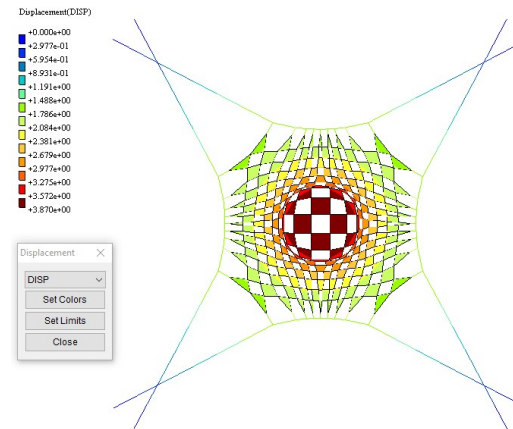 Displacement(DISP)
+0.000e+00
+2.977e-01
+5.954e-01
+8.931e-01
+1.191e+00
+1.488e+00
+1.786e+00
+2.084e+00
+2.381e+00
+2.679e+00
+2.977e+00
+3.275e+00
+3.572e+00
+3.870e+00
Displacement
DISP
Set Colors
Set Limits
Close